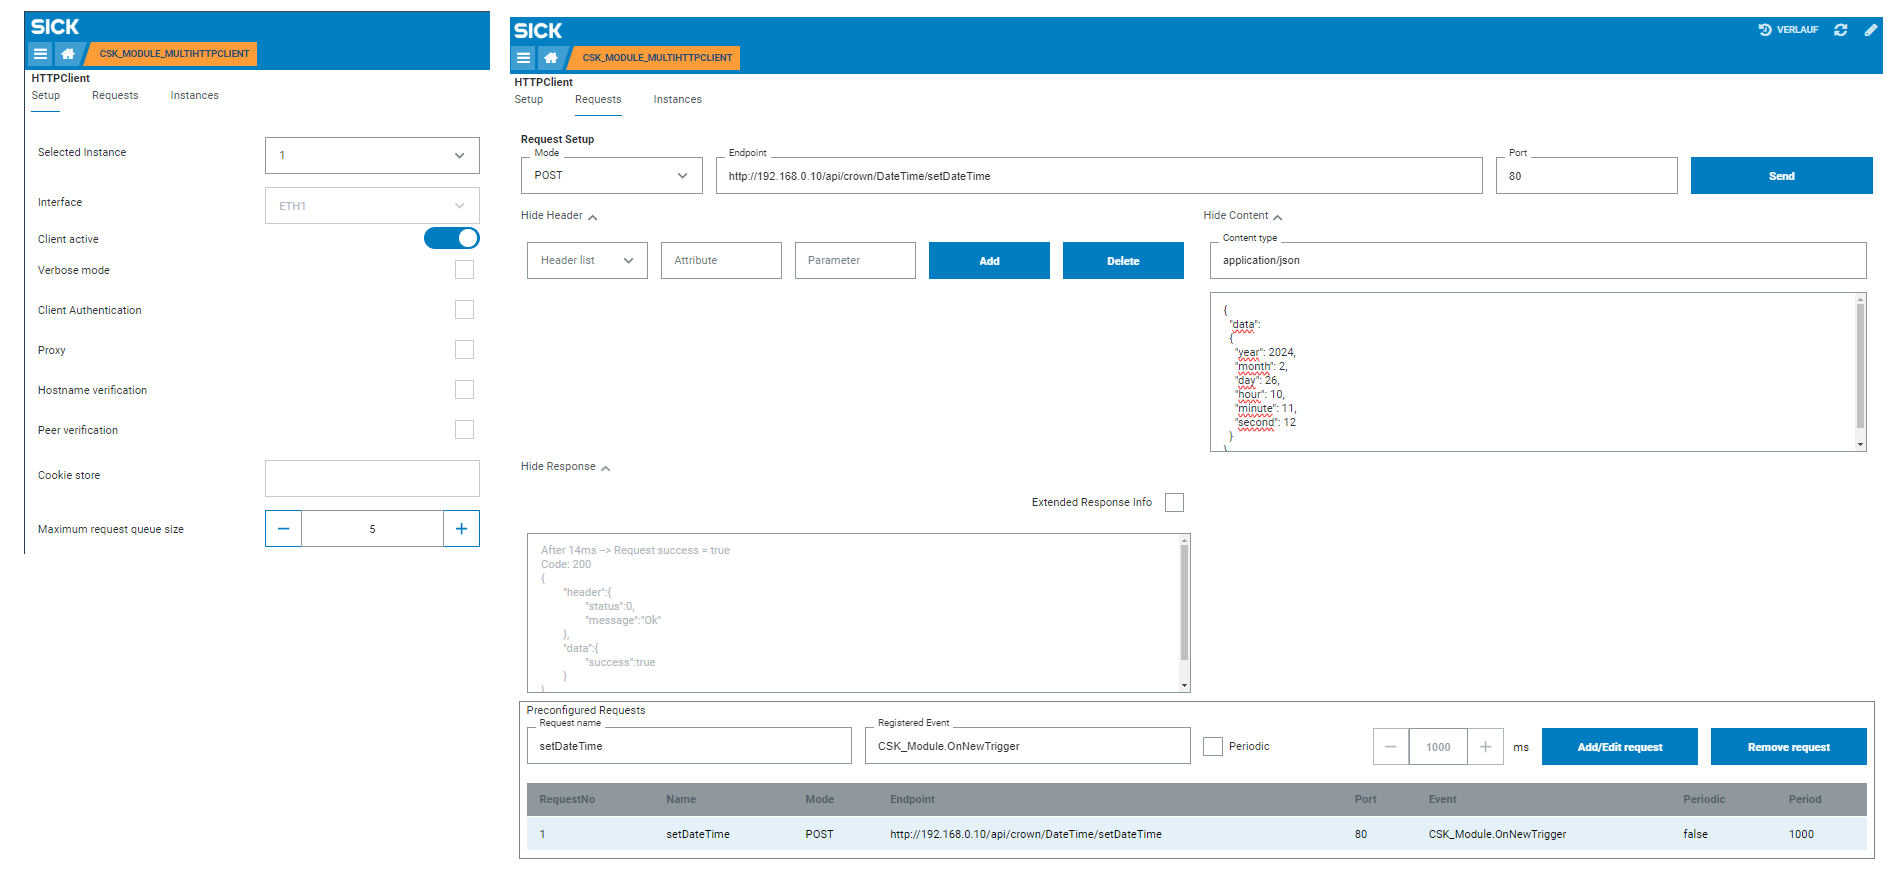 SICK
CSK_MODULE_MULTIHTTPCLIENT
HTTPClient
Setup Requests Instances
Selected Instance 1
Interface ETH1
Client active
Verbose mode
Client Authentication
Proxy
Hostname verification
Peer verification
Cookie store
Maximum request queue size 5
SICK
VERLAUF
CSK_MODULE_MULTIHTTPCLIENT
HTTPClient
Setup Requests Instances
Request Setup
Mode Endpoint Port
POST http://192.168.0.10/api/crown/DateTime/setDateTime 80 Send
Hide Header Hide Content
Content type
Header list Attribute Parameter Add Delete application/json
{
"data":
{
"year": 2024,
"month": 2,
"day": 26,
"hour": 10,
"minute": 11,
"second": 12
}
}
Hide Response
Extended Response Info
After 14ms --> Request success = true
Code: 200
{
"header":{
"status":0,
"message":"Ok"
},
"data":{
"success":true
}
}
Preconfigured Requests
Request name Registered Event
setDateTime CSK_Module.OnNewTrigger Periodic 1000 ms Add/Edit request Remove request
RequestNo Name Mode Endpoint Port Event Periodic Period
1 setDateTime POST http://192.168.0.10/api/crown/DateTime/setDateTime 80 CSK_Module.OnNewTrigger false 1000